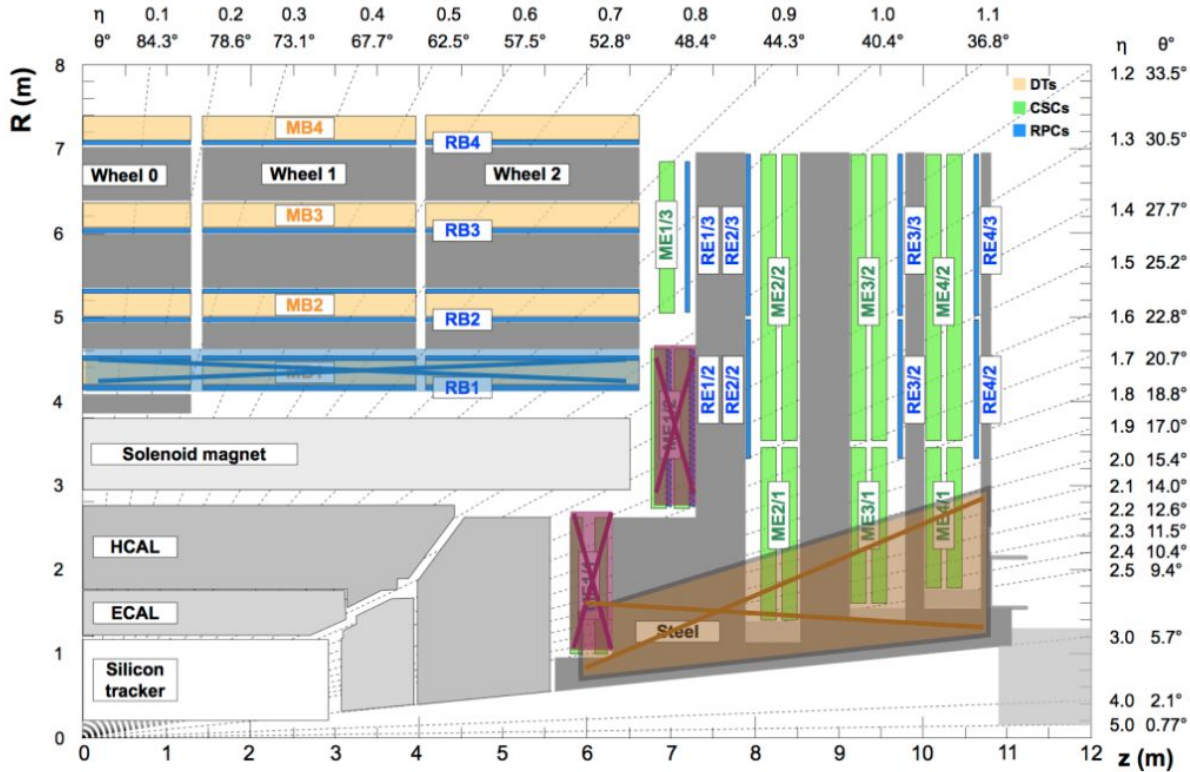 η 0.1 0.2 0.3 0.4 0.5 0.6 0.7 0.8 0.9 1.0 1.1
θ° 84.3° 78.6° 73.1° 67.7° 62.5° 57.5° 52.8° 48.4° 44.3° 40.4° 36.8° η θ°
R (m)
8
7
6
5
4
3
2
1
0
DTs
CSCs
RPCs
MB4
RB4
Wheel 0
Wheel 1
Wheel 2
MB3
RB3
MB2
RB2
RB1
Solenoid magnet
HCAL
ECAL
Silicon
tracker
Steel
ME1/3
RE1/3
RE2/3
ME2/2
ME3/2
RE3/3
ME4/2
RE4/3
RE1/2
RE2/2
RE3/2
RE4/2
ME2/1
ME3/1
ME4/1
1.2 33.5°
1.3 30.5°
1.4 27.7°
1.5 25.2°
1.6 22.8°
1.7 20.7°
1.8 18.8°
1.9 17.0°
2.0 15.4°
2.1 14.0°
2.2 12.6°
2.3 11.5°
2.4 10.4°
2.5 9.4°
3.0 5.7°
4.0 2.1°
5.0 0.77°
0 1 2 3 4 5 6 7 8 9 10 11 12
z (m)